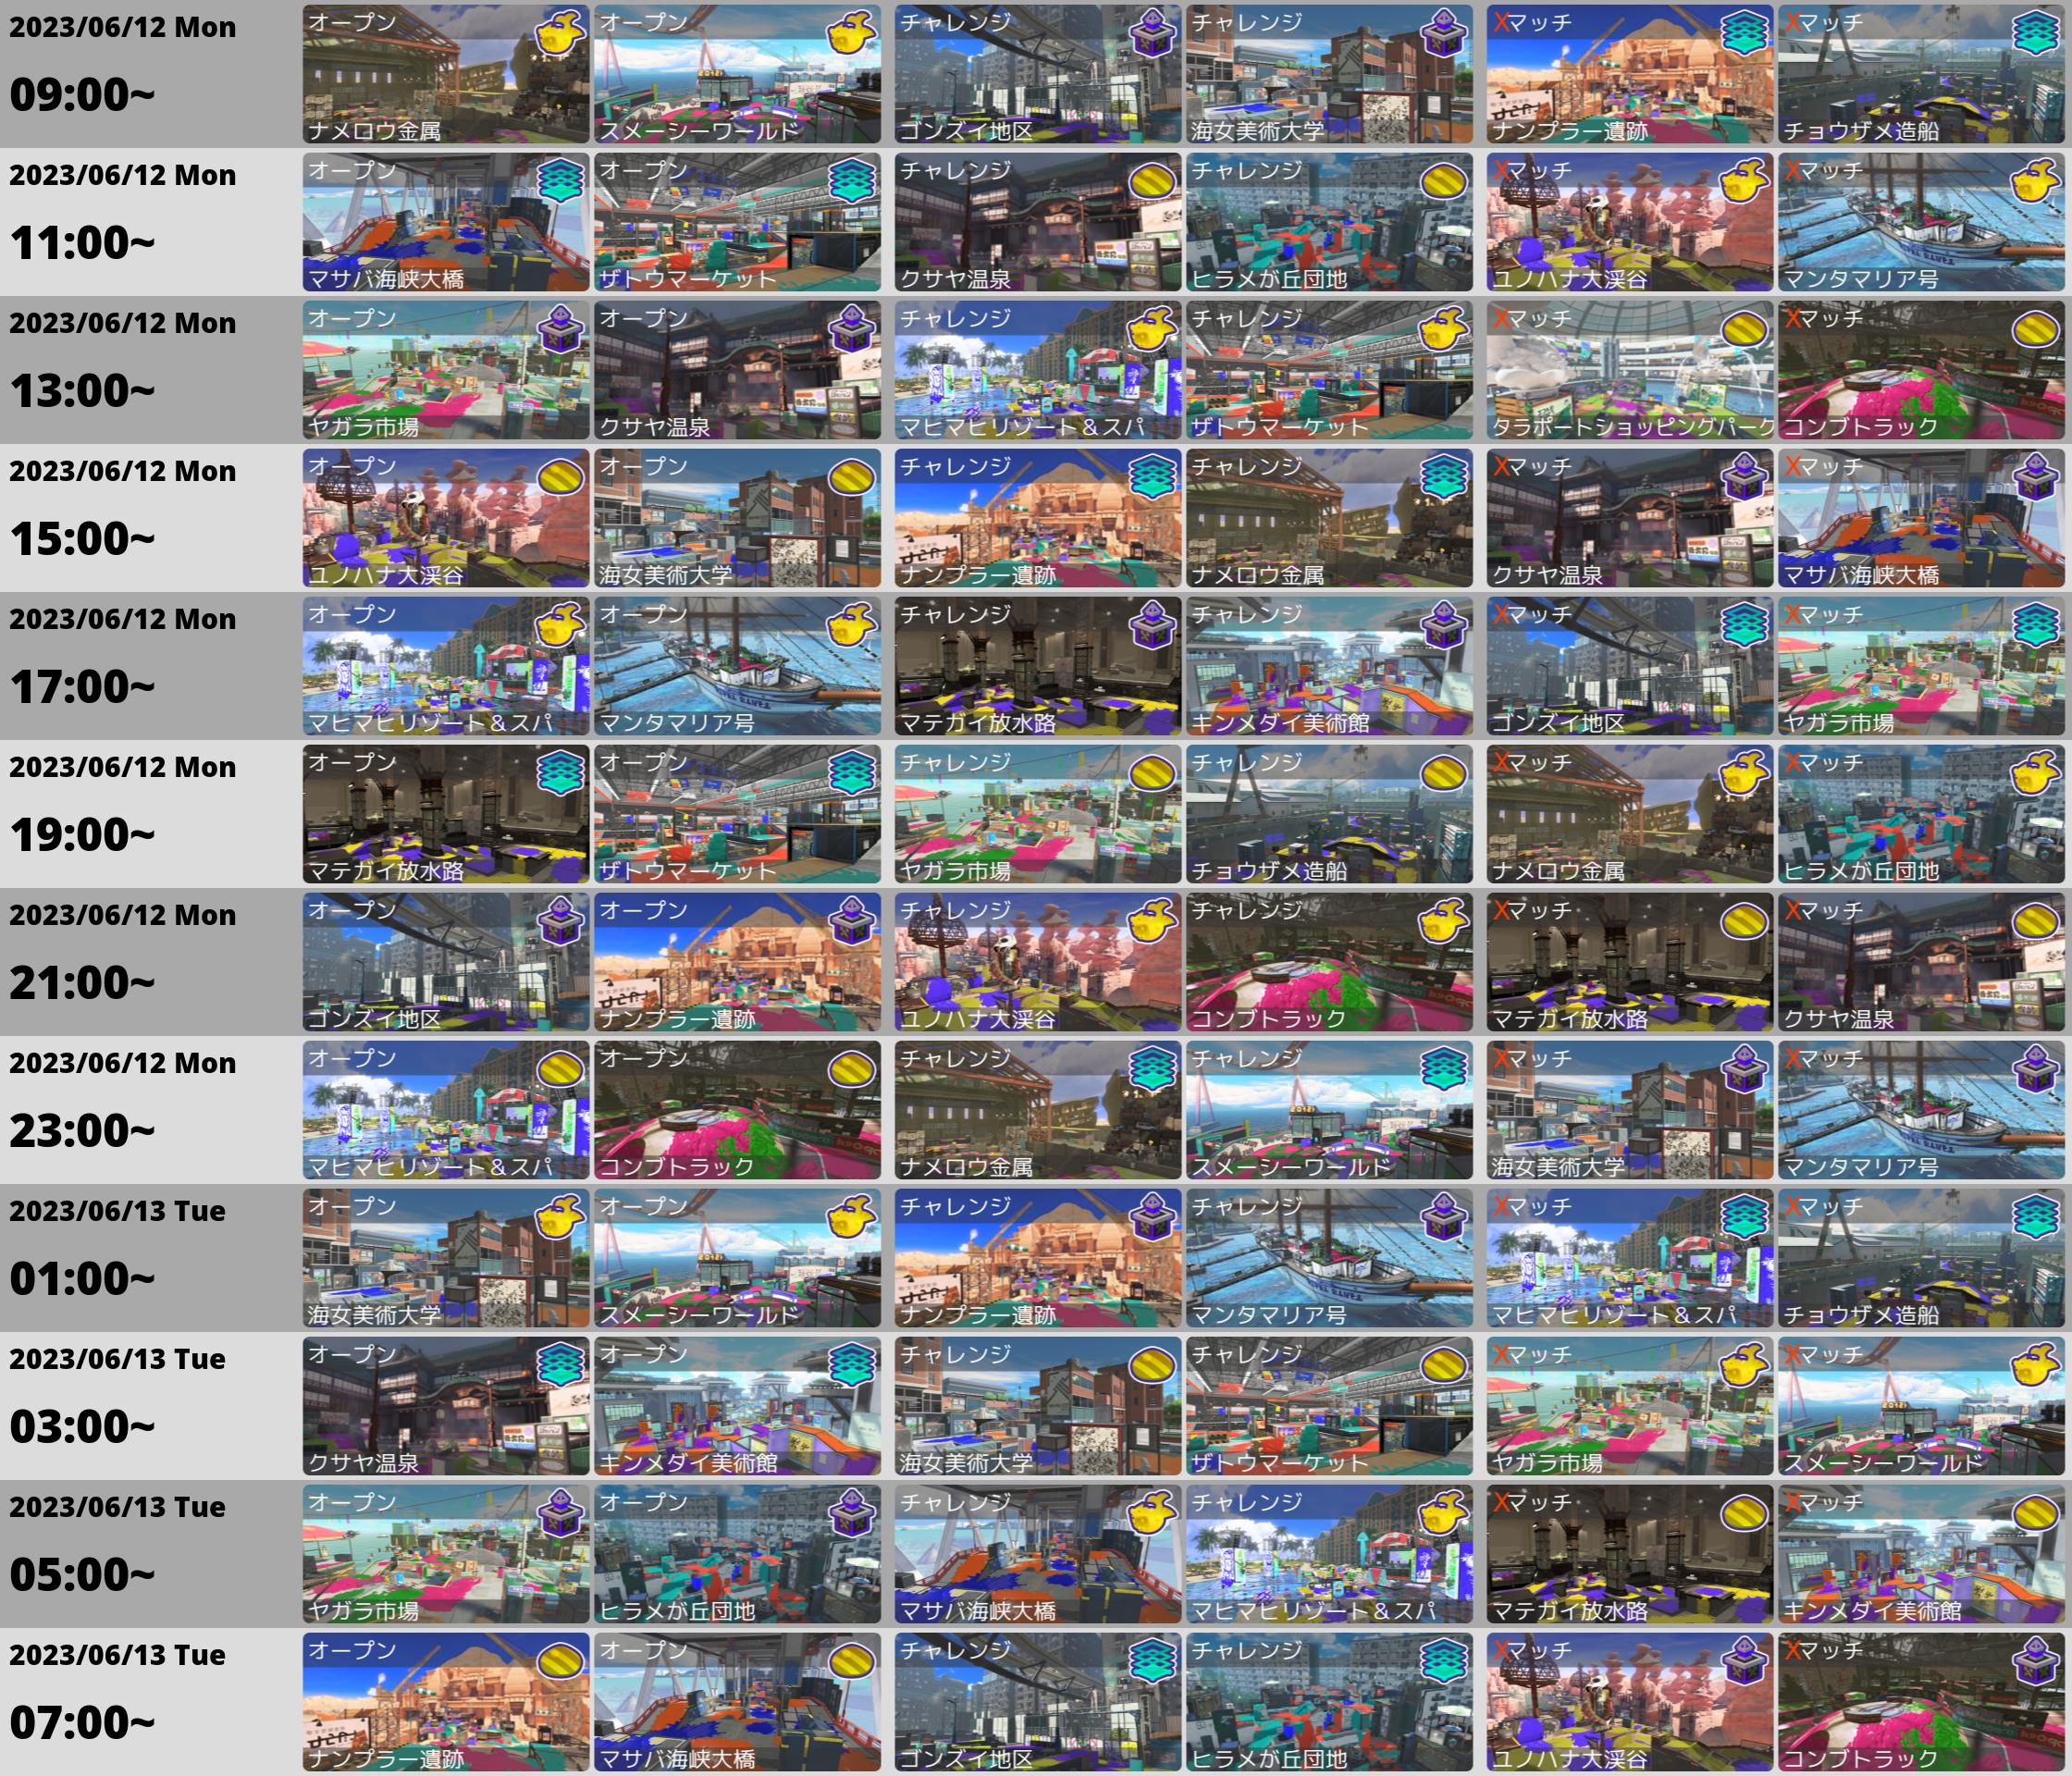 2023/06/12 Mon
09:00~
オープン
ナメロウ金属
オープン
スメーシーワールド
チャレンジ
ゴンズイ地区
チャレンジ
海女美術大学
Xマッチ
ナンプラー遺跡
Xマッチ
チョウザメ造船
2023/06/12 Mon
11:00~
オープン
マサバ海峡大橋
オープン
ザトウマーケット
チャレンジ
クサヤ温泉
チャレンジ
ヒラメが丘団地
Xマッチ
ユノハナ大渓谷
Xマッチ
マンタマリア号
2023/06/12 Mon
13:00~
オープン
ヤガラ市場
オープン
クサヤ温泉
チャレンジ
マヒマヒリゾート&スパ
チャレンジ
ザトウマーケット
Xマッチ
タラポートショッピングパーク
Xマッチ
コンブトラック
2023/06/12 Mon
15:00~
オープン
ユノハナ大渓谷
オープン
海女美術大学
チャレンジ
ナンプラー遺跡
チャレンジ
ナメロウ金属
Xマッチ
クサヤ温泉
Xマッチ
マサバ海峡大橋
2023/06/12 Mon
17:00~
オープン
マヒマヒリゾート&スパ
オープン
マンタマリア号
チャレンジ
マテガイ放水路
チャレンジ
キンメダイ美術館
Xマッチ
ゴンズイ地区
Xマッチ
ヤガラ市場
2023/06/12 Mon
19:00~
オープン
マテガイ放水路
オープン
ザトウマーケット
チャレンジ
ヤガラ市場
チャレンジ
チョウザメ造船
Xマッチ
ナメロウ金属
Xマッチ
ヒラメが丘団地
2023/06/12 Mon
21:00~
オープン
ゴンズイ地区
オープン
ナンプラー遺跡
チャレンジ
ユノハナ大渓谷
チャレンジ
コンブトラック
Xマッチ
マテガイ放水路
Xマッチ
クサヤ温泉
2023/06/12 Mon
23:00~
オープン
マヒマヒリゾート&スパ
オープン
コンブトラック
チャレンジ
ナメロウ金属
チャレンジ
スメーシーワールド
Xマッチ
海女美術大学
Xマッチ
マンタマリア号
2023/06/13 Tue
01:00~
オープン
海女美術大学
オープン
スメーシーワールド
チャレンジ
ナンプラー遺跡
チャレンジ
マンタマリア号
Xマッチ
マヒマヒリゾート&スパ
Xマッチ
チョウザメ造船
2023/06/13 Tue
03:00~
オープン
クサヤ温泉
オープン
キンメダイ美術館
チャレンジ
海女美術大学
チャレンジ
ザトウマーケット
Xマッチ
ヤガラ市場
Xマッチ
スメーシーワールド
2023/06/13 Tue
05:00~
オープン
ヤガラ市場
オープン
ヒラメが丘団地
チャレンジ
マサバ海峡大橋
チャレンジ
マヒマヒリゾート&スパ
Xマッチ
マテガイ放水路
Xマッチ
キンメダイ美術館
2023/06/13 Tue
07:00~
オープン
ナンプラー遺跡
オープン
マサバ海峡大橋
チャレンジ
ゴンズイ地区
チャレンジ
ヒラメが丘団地
Xマッチ
ユノハナ大渓谷
Xマッチ
コンブトラック